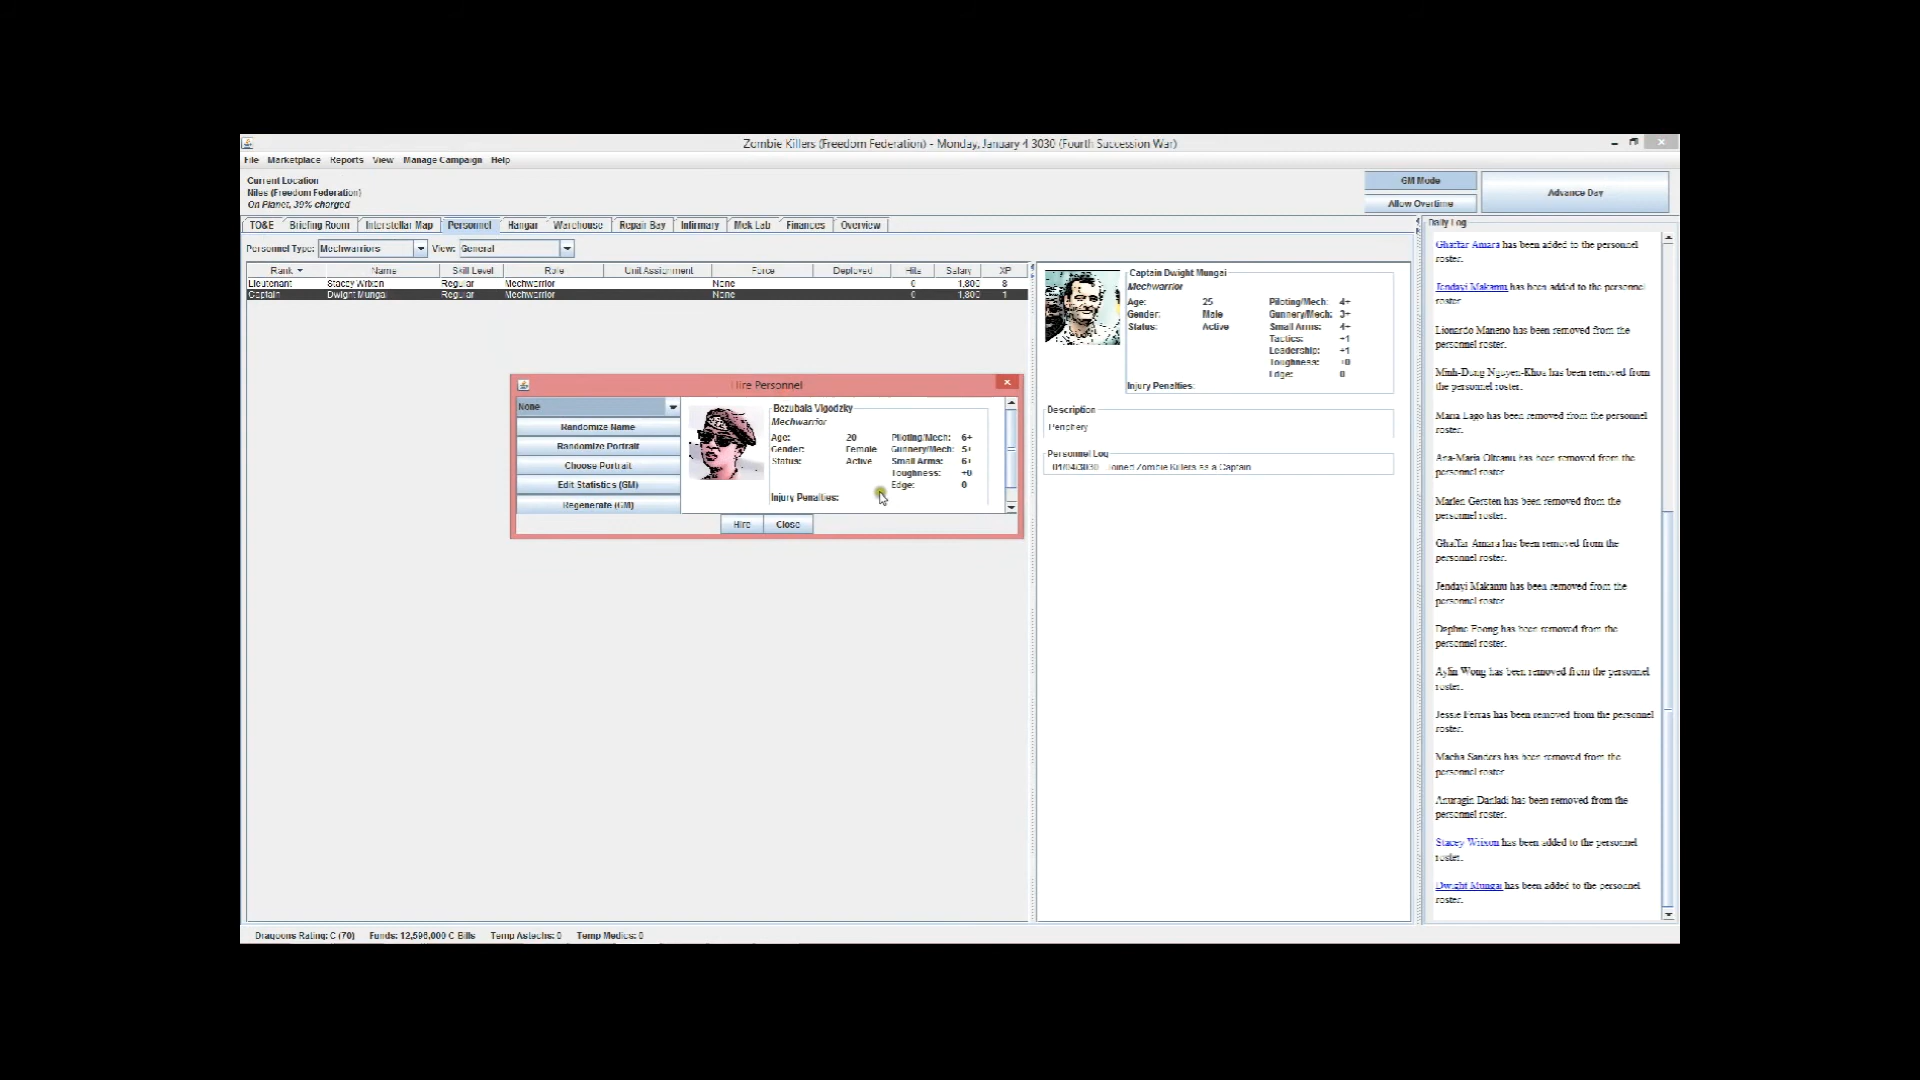 Zombie Killers (Freedom Federation) - Monday, January 4 3030 (Fourth Succession War)
File Marketplace Reports View Manage Campaign Help
Current Location
Niles (Freedom Federation)
On Planet, 39% charged
GM Mode
Allow Overtime
Advance Day
TO&E Briefing Room Interstellar Map Personnel Hangar Warehouse Repair Bay Infirmary Mek Lab Finances Overview
Personnel Type: Mechwarriors View: General
Rank Name Skill Level Role Unit Assignment Force Deployed Hits Salary XP
Lieutenant Stacey Wrixon Regular Mechwarrior None 0 1,800 8
Captain Dwight Mungai Regular Mechwarrior None 0 1,800 1
Captain Dwight Mungai
Mechwarrior
Age: 25 Piloting/Mech: 4+
Gender: Male Gunnery/Mech: 3+
Status: Active Small Arms: 4+
Tactics: +1
Leadership: +1
Toughness: +0
Edge: 0
Injury Penalties:
Description
Periphery
Personnel Log
01/04/3030 Joined Zombie Killers as a Captain
Hire Personnel
None
Randomize Name
Randomize Portrait
Choose Portrait
Edit Statistics (GM)
Regenerate (GM)
Bezubala Vigodzky
Mechwarrior
Age: 20 Piloting/Mech: 6+
Gender: Female Gunnery/Mech: 5+
Status: Active Small Arms: 6+
Toughness: +0
Edge: 0
Injury Penalties:
Hire Close
Daily Log
Ghaffar Amara has been added to the personnel
roster.
Jendayi Makamu has been added to the personnel
roster.
Lionardo Maneno has been removed from the
personnel roster.
Minh-Dung Nguyen-Khoa has been removed from
the personnel roster.
Maria Lago has been removed from the personnel
roster.
Ana-Maria Olteanu has been removed from the
personnel roster.
Marlen Gersten has been removed from the
personnel roster.
Ghaffar Amara has been removed from the
personnel roster.
Jendayi Makamu has been removed from the
personnel roster.
Daphne Foong has been removed from the
personnel roster.
Aylin Wong has been removed from the personnel
roster.
Jessie Ferras has been removed from the personnel
roster.
Macha Sanders has been removed from the
personnel roster.
Anuragin Danladi has been removed from the
personnel roster.
Stacey Wrixon has been added to the personnel
roster.
Dwight Mungai has been added to the personnel
roster.
Dragoons Rating: C (70) Funds: 12,596,000 C-Bills Temp Astechs: 0 Temp Medics: 0